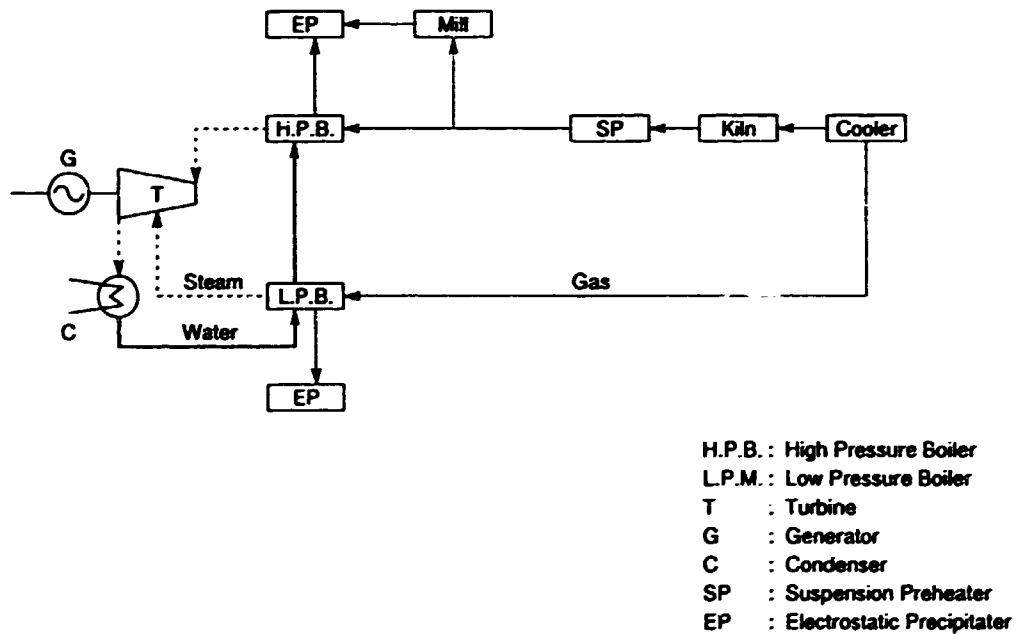 EP Mill
H.P.B. SP Kiln Cooler
G
T
Steam L.P.B. Gas
C
Water
EP
H.P.B. : High Pressure Boiler
L.P.M. : Low Pressure Boiler
T : Turbine
G : Generator
C : Condenser
SP : Suspension Preheater
EP : Electrostatic Precipitater